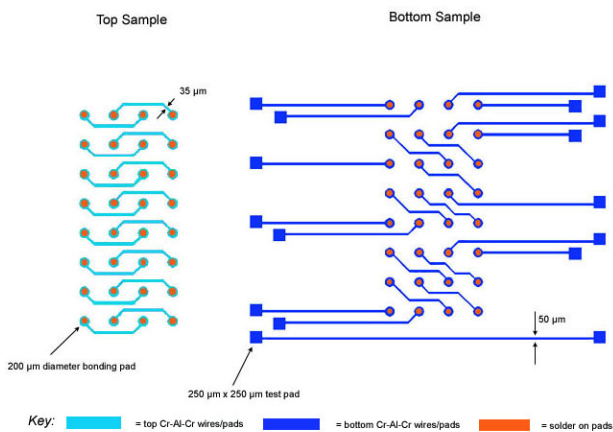 Top Sample
Bottom Sample
35 µm
50 µm
200 µm diameter bonding pad
250 µm x 250 µm test pad
Key:
= top Cr-Al-Cr wires/pads
= bottom Cr-Al-Cr wires/pads
= solder on pads